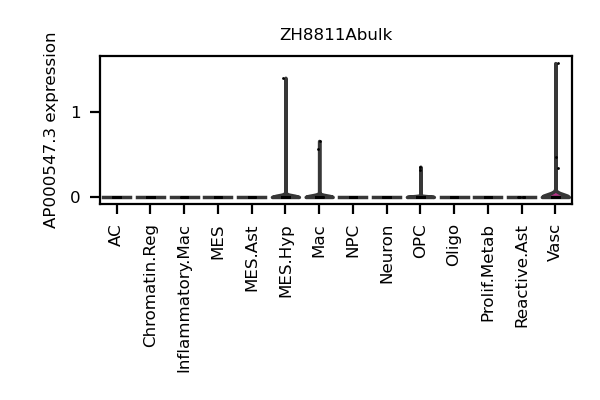 ZH8811Abulk
AP000547.3 expression
1
0
AC
Chromatin.Reg
Inflammatory.Mac
MES
MES.Ast
MES.Hyp
Mac
NPC
Neuron
OPC
Oligo
Prolif.Metab
Reactive.Ast
Vasc